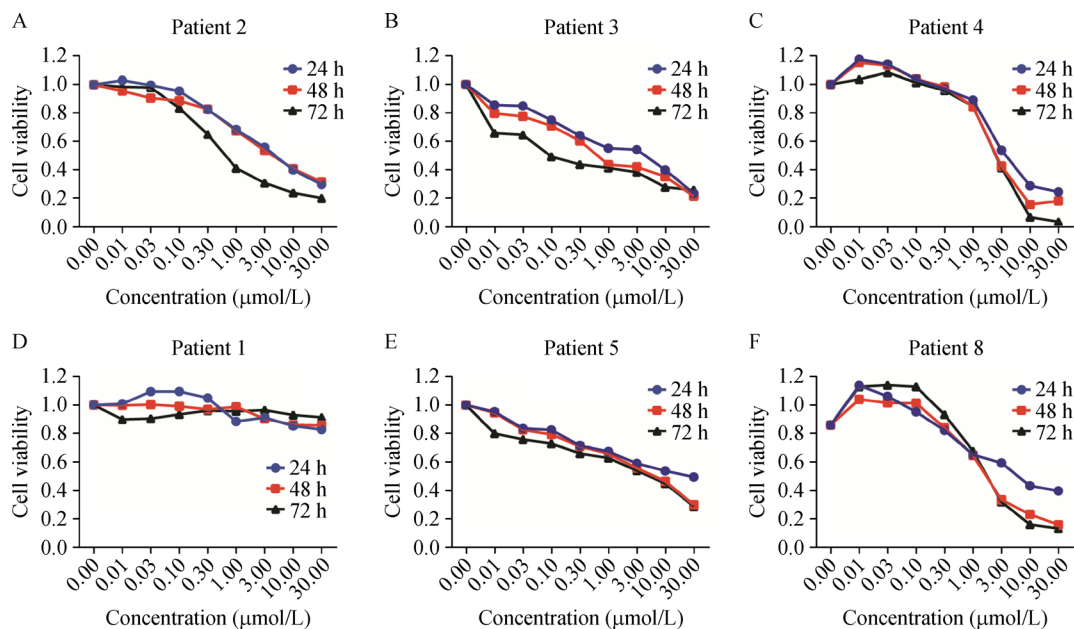 A
Patient 2
Cell viability
1.2
1.0
0.8
0.6
0.4
0.2
0.0
24 h
48 h
72 h
0.00 0.01 0.03 0.10 0.30 1.00 3.00 10.00 30.00
Concentration (μmol/L)
B
Patient 3
Cell viability
1.2
1.0
0.8
0.6
0.4
0.2
0.0
24 h
48 h
72 h
0.00 0.01 0.03 0.10 0.30 1.00 3.00 10.00 30.00
Concentration (μmol/L)
C
Patient 4
Cell viability
1.2
1.0
0.8
0.6
0.4
0.2
0.0
24 h
48 h
72 h
0.00 0.01 0.03 0.10 0.30 1.00 3.00 10.00 30.00
Concentration (μmol/L)
D
Patient 1
Cell viability
1.2
1.0
0.8
0.6
0.4
0.2
0.0
24 h
48 h
72 h
0.00 0.01 0.03 0.10 0.30 1.00 3.00 10.00 30.00
Concentration (μmol/L)
E
Patient 5
Cell viability
1.2
1.0
0.8
0.6
0.4
0.2
0.0
24 h
48 h
72 h
0.00 0.01 0.03 0.10 0.30 1.00 3.00 10.00 30.00
Concentration (μmol/L)
F
Patient 8
Cell viability
1.2
1.0
0.8
0.6
0.4
0.2
0.0
24 h
48 h
72 h
0.00 0.01 0.03 0.10 0.30 1.00 3.00 10.00 30.00
Concentration (μmol/L)